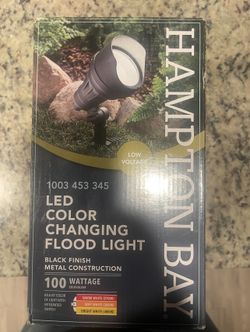 HAMPTON BAY
LOW
VOLTAGE
1003 453 345
LED
COLOR
CHANGING
FLOOD LIGHT
BLACK FINISH
METAL CONSTRUCTION
100 WATTAGE